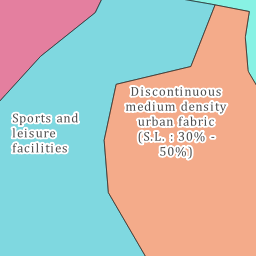 Discontinuous
medium density
urban fabric
(S.L. : 30% -
50%)
Sports and
leisure
facilities